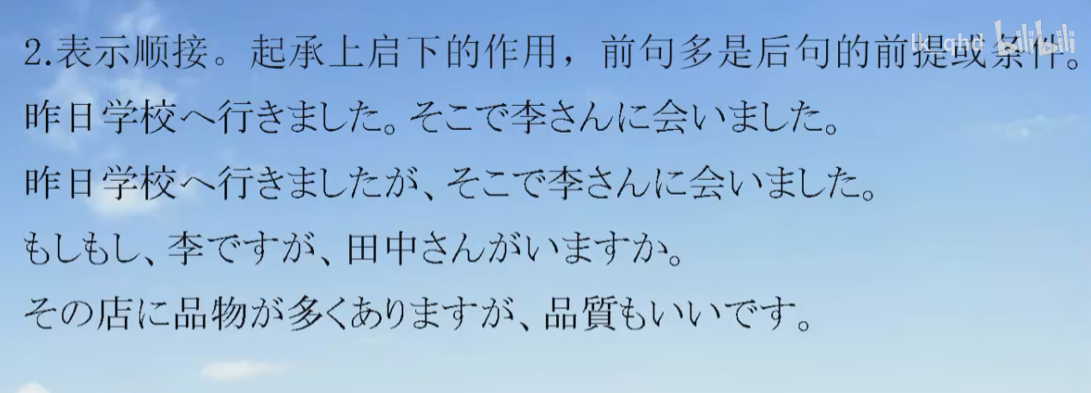 2.表示顺接。起承上启下的作用，前句多是后句的前提或条件。
lk_qhd bilibili
昨日学校へ行きました。そこで李さんに会いました。
昨日学校へ行きましたが、そこで李さんに会いました。
もしもし、李ですが、田中さんがいますか。
その店に品物が多くありますが、品質もいいです。